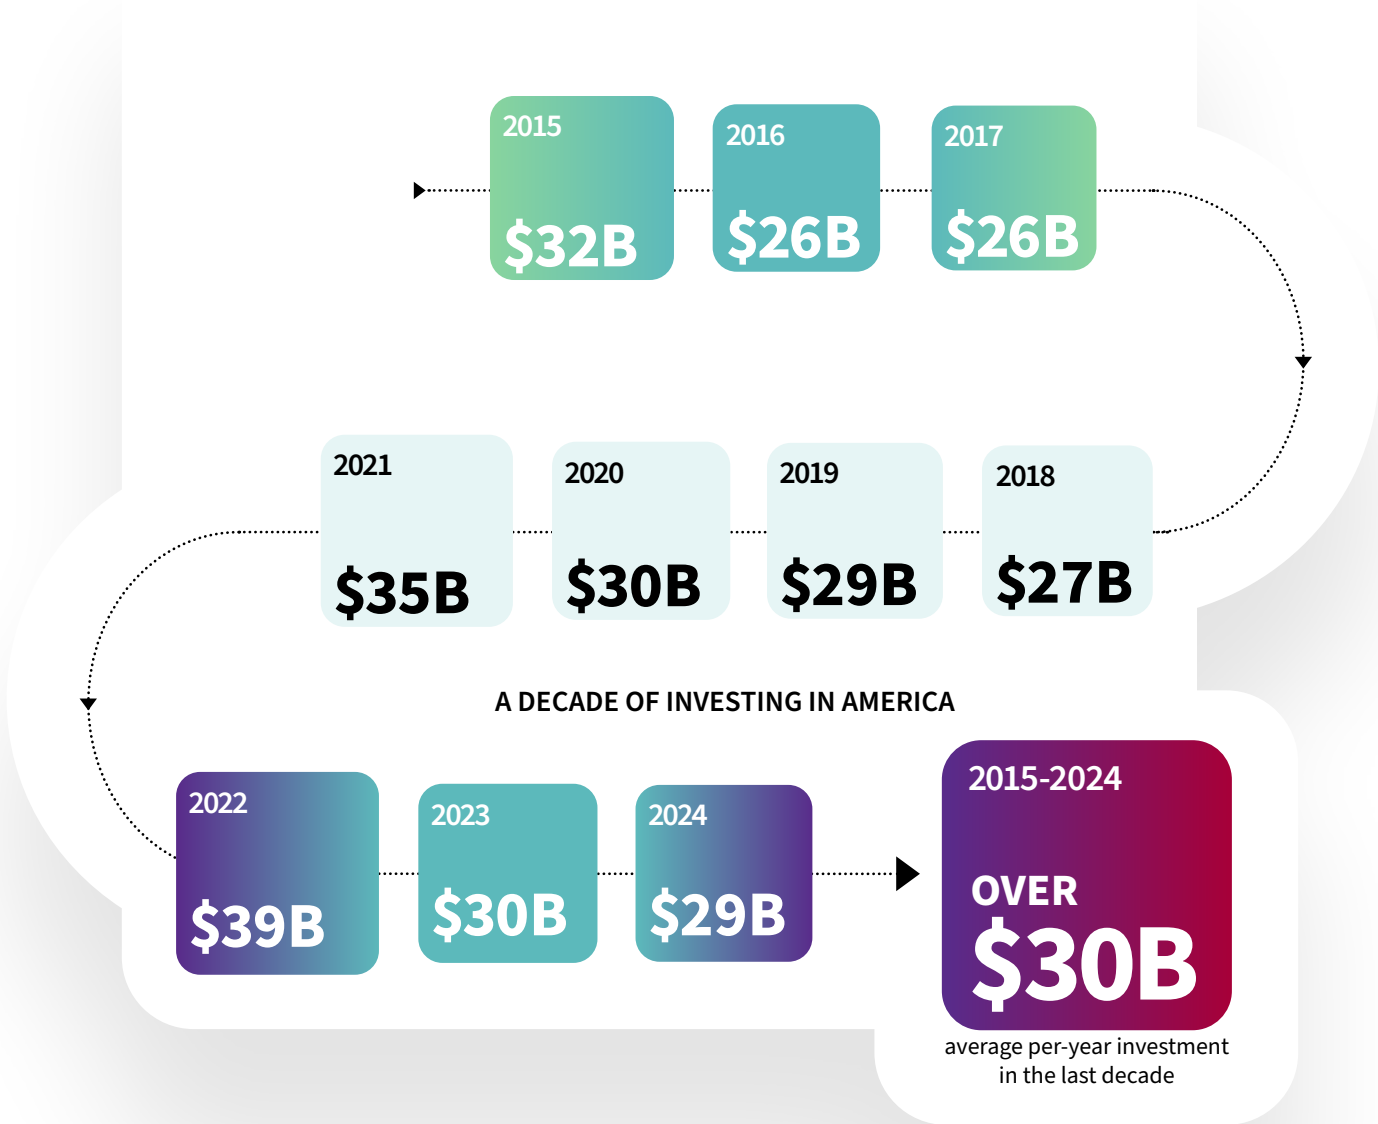 2015
$32B
2016
$26B
2017
$26B
2018
$27B
2019
$29B
2020
$30B
2021
$35B
A DECADE OF INVESTING IN AMERICA
2022
$39B
2023
$30B
2024
$29B
2015-2024
OVER
$30B
average per-year investment
in the last decade